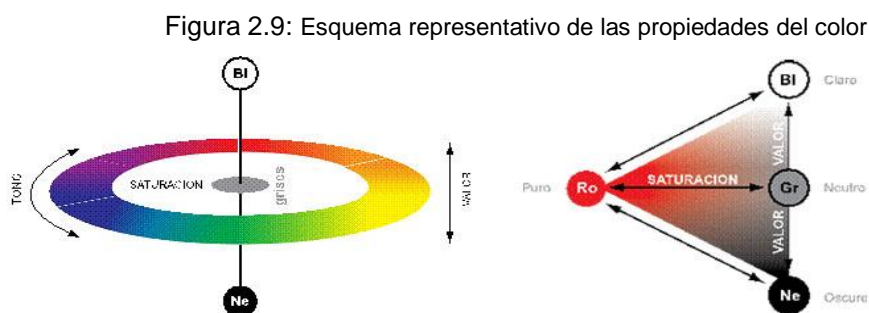 Figura 2.9: Esquema representativo de las propiedades del color
Bl
TONO
SATURACION
grises
VALOR
Ne
Bl Claro
VALOR
Puro Ro SATURACION Gr Neutro
VALOR
Ne Oscuro